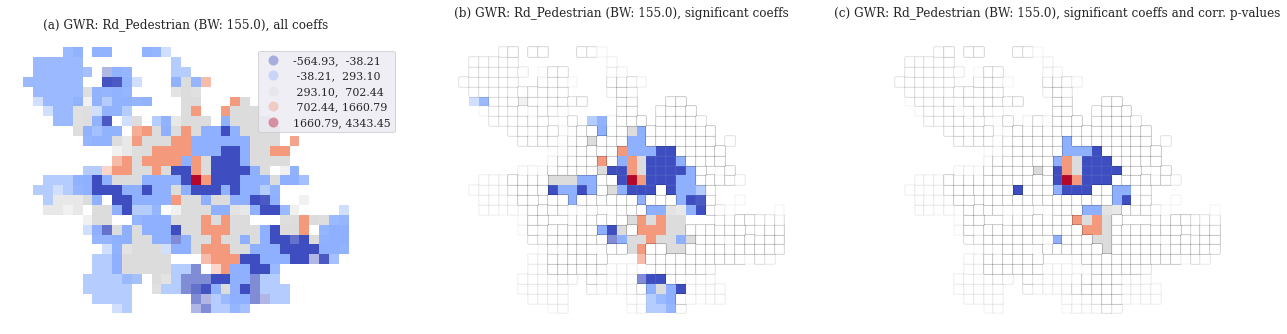 (a) GWR: Rd_Pedestrian (BW: 155.0), all coeffs
(b) GWR: Rd_Pedestrian (BW: 155.0), significant coeffs
(c) GWR: Rd_Pedestrian (BW: 155.0), significant coeffs and corr. p-values
-564.93, -38.21
-38.21, 293.10
293.10, 702.44
702.44, 1660.79
1660.79, 4343.45